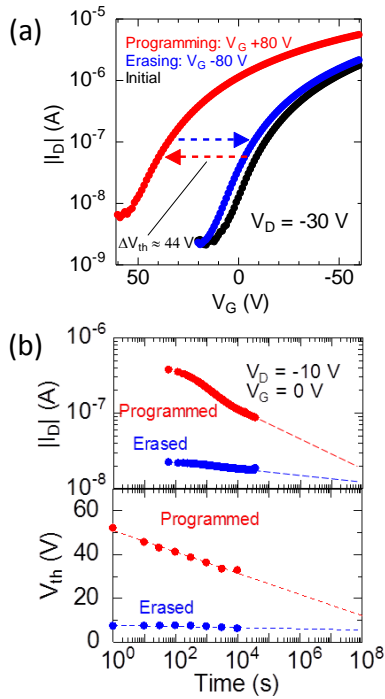 (a)
Programming: V_G +80 V
Erasing: V_G -80 V
Initial
|I_D| (A)
10^-5
10^-6
10^-7
10^-8
10^-9
ΔV_th ≈ 44 V
V_D = -30 V
50
0
-50
V_G (V)
(b)
|I_D| (A)
10^-6
10^-7
10^-8
V_D = -10 V
V_G = 0 V
Programmed
Erased
V_th (V)
60
40
20
0
Programmed
Erased
10^0
10^2
10^4
10^6
10^8
Time (s)